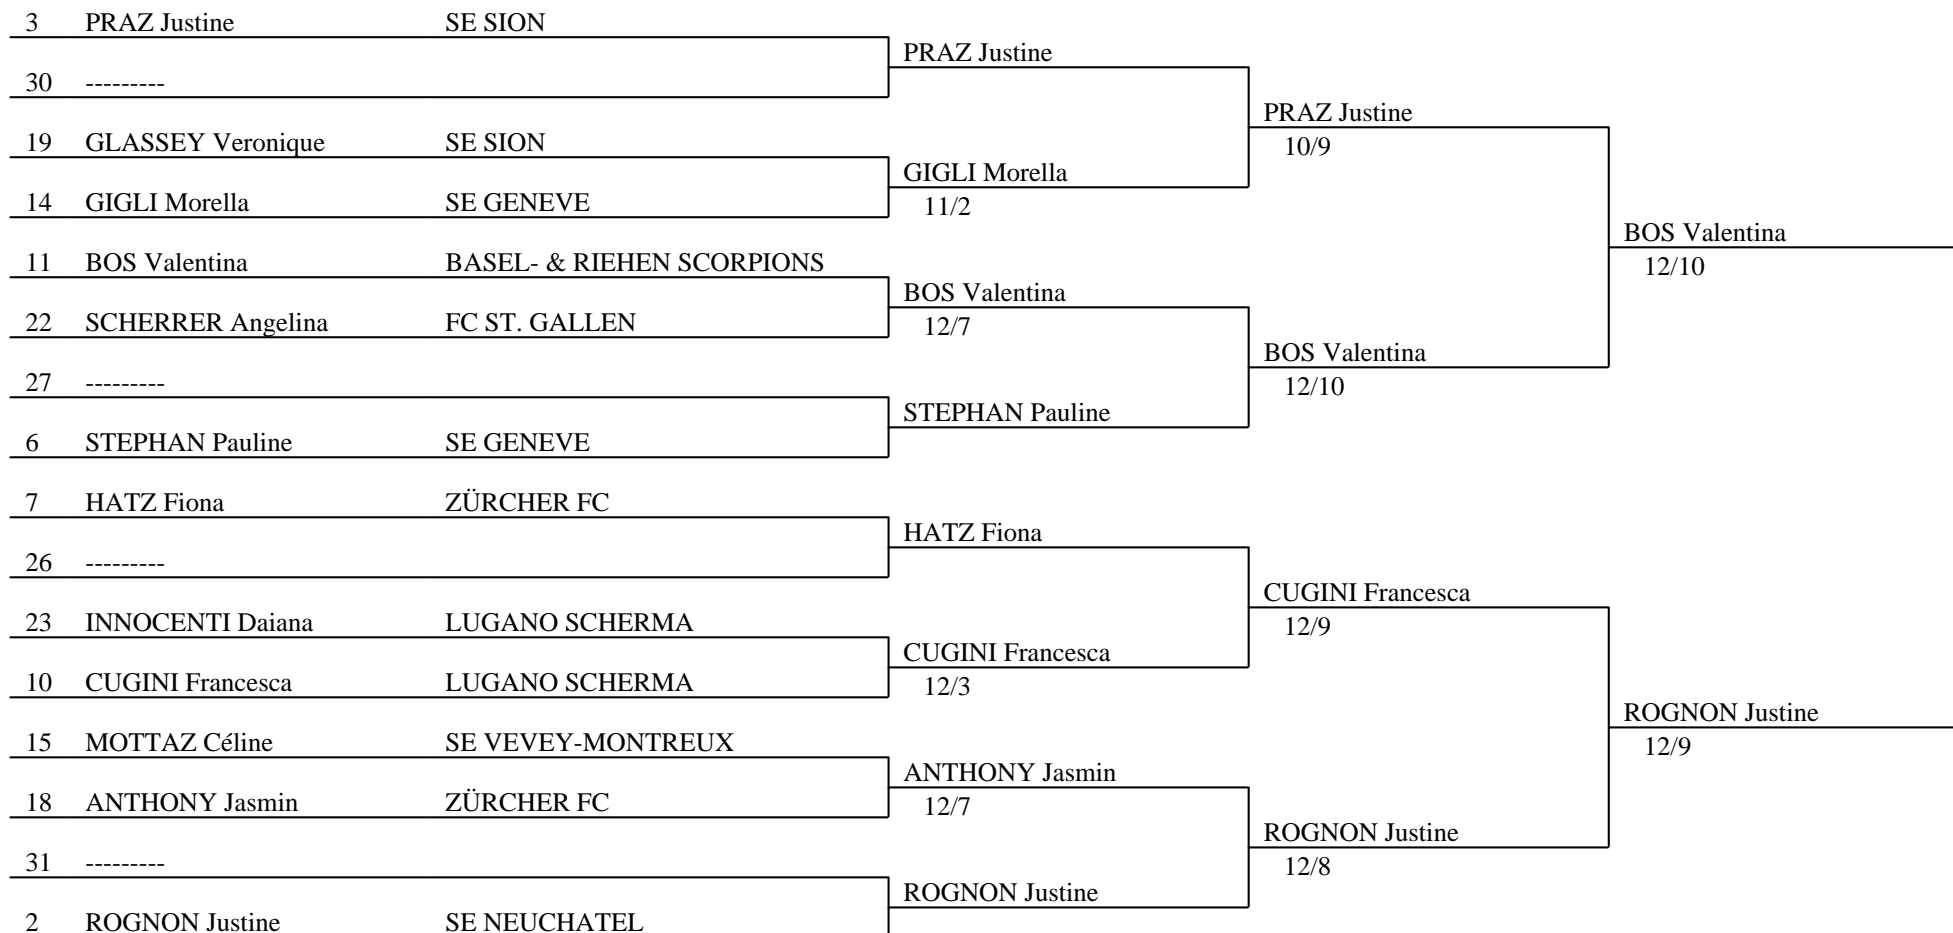 3 PRAZ Justine SE SION
PRAZ Justine
30 ---------
PRAZ Justine
10/9
19 GLASSEY Veronique SE SION
GIGLI Morella
11/2
14 GIGLI Morella SE GENEVE
BOS Valentina
12/10
11 BOS Valentina BASEL- & RIEHEN SCORPIONS
BOS Valentina
12/7
22 SCHERRER Angelina FC ST. GALLEN
BOS Valentina
12/10
27 ---------
STEPHAN Pauline
6 STEPHAN Pauline SE GENEVE
7 HATZ Fiona ZÜRCHER FC
HATZ Fiona
26 ---------
CUGINI Francesca
12/9
23 INNOCENTI Daiana LUGANO SCHERMA
CUGINI Francesca
12/3
10 CUGINI Francesca LUGANO SCHERMA
ROGNON Justine
12/9
15 MOTTAZ Céline SE VEVEY-MONTREUX
ANTHONY Jasmin
12/7
18 ANTHONY Jasmin ZÜRCHER FC
ROGNON Justine
12/8
31 ---------
ROGNON Justine
2 ROGNON Justine SE NEUCHATEL